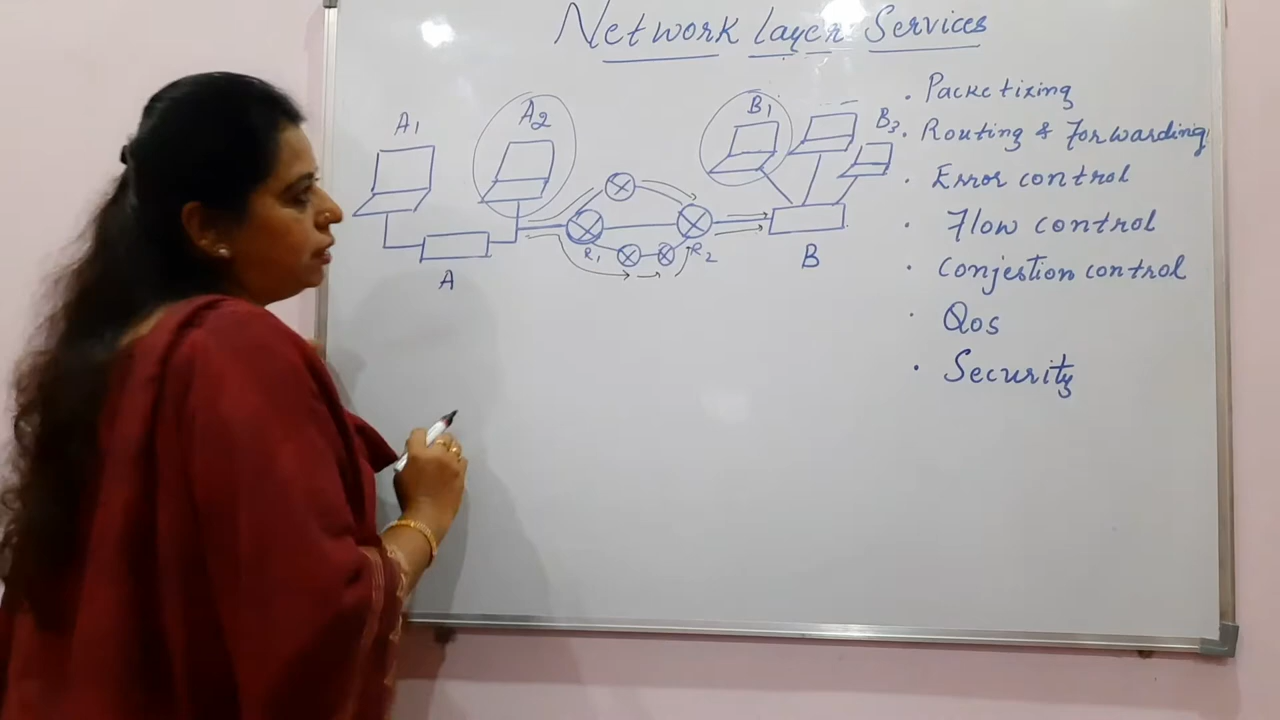 Network Layer Services
A1
A2
B1
B3
R1
R2
A
B
. Packetizing
. Routing & Forwarding
. Error control
. Flow control
. Conjestion control
. Qos
. Security